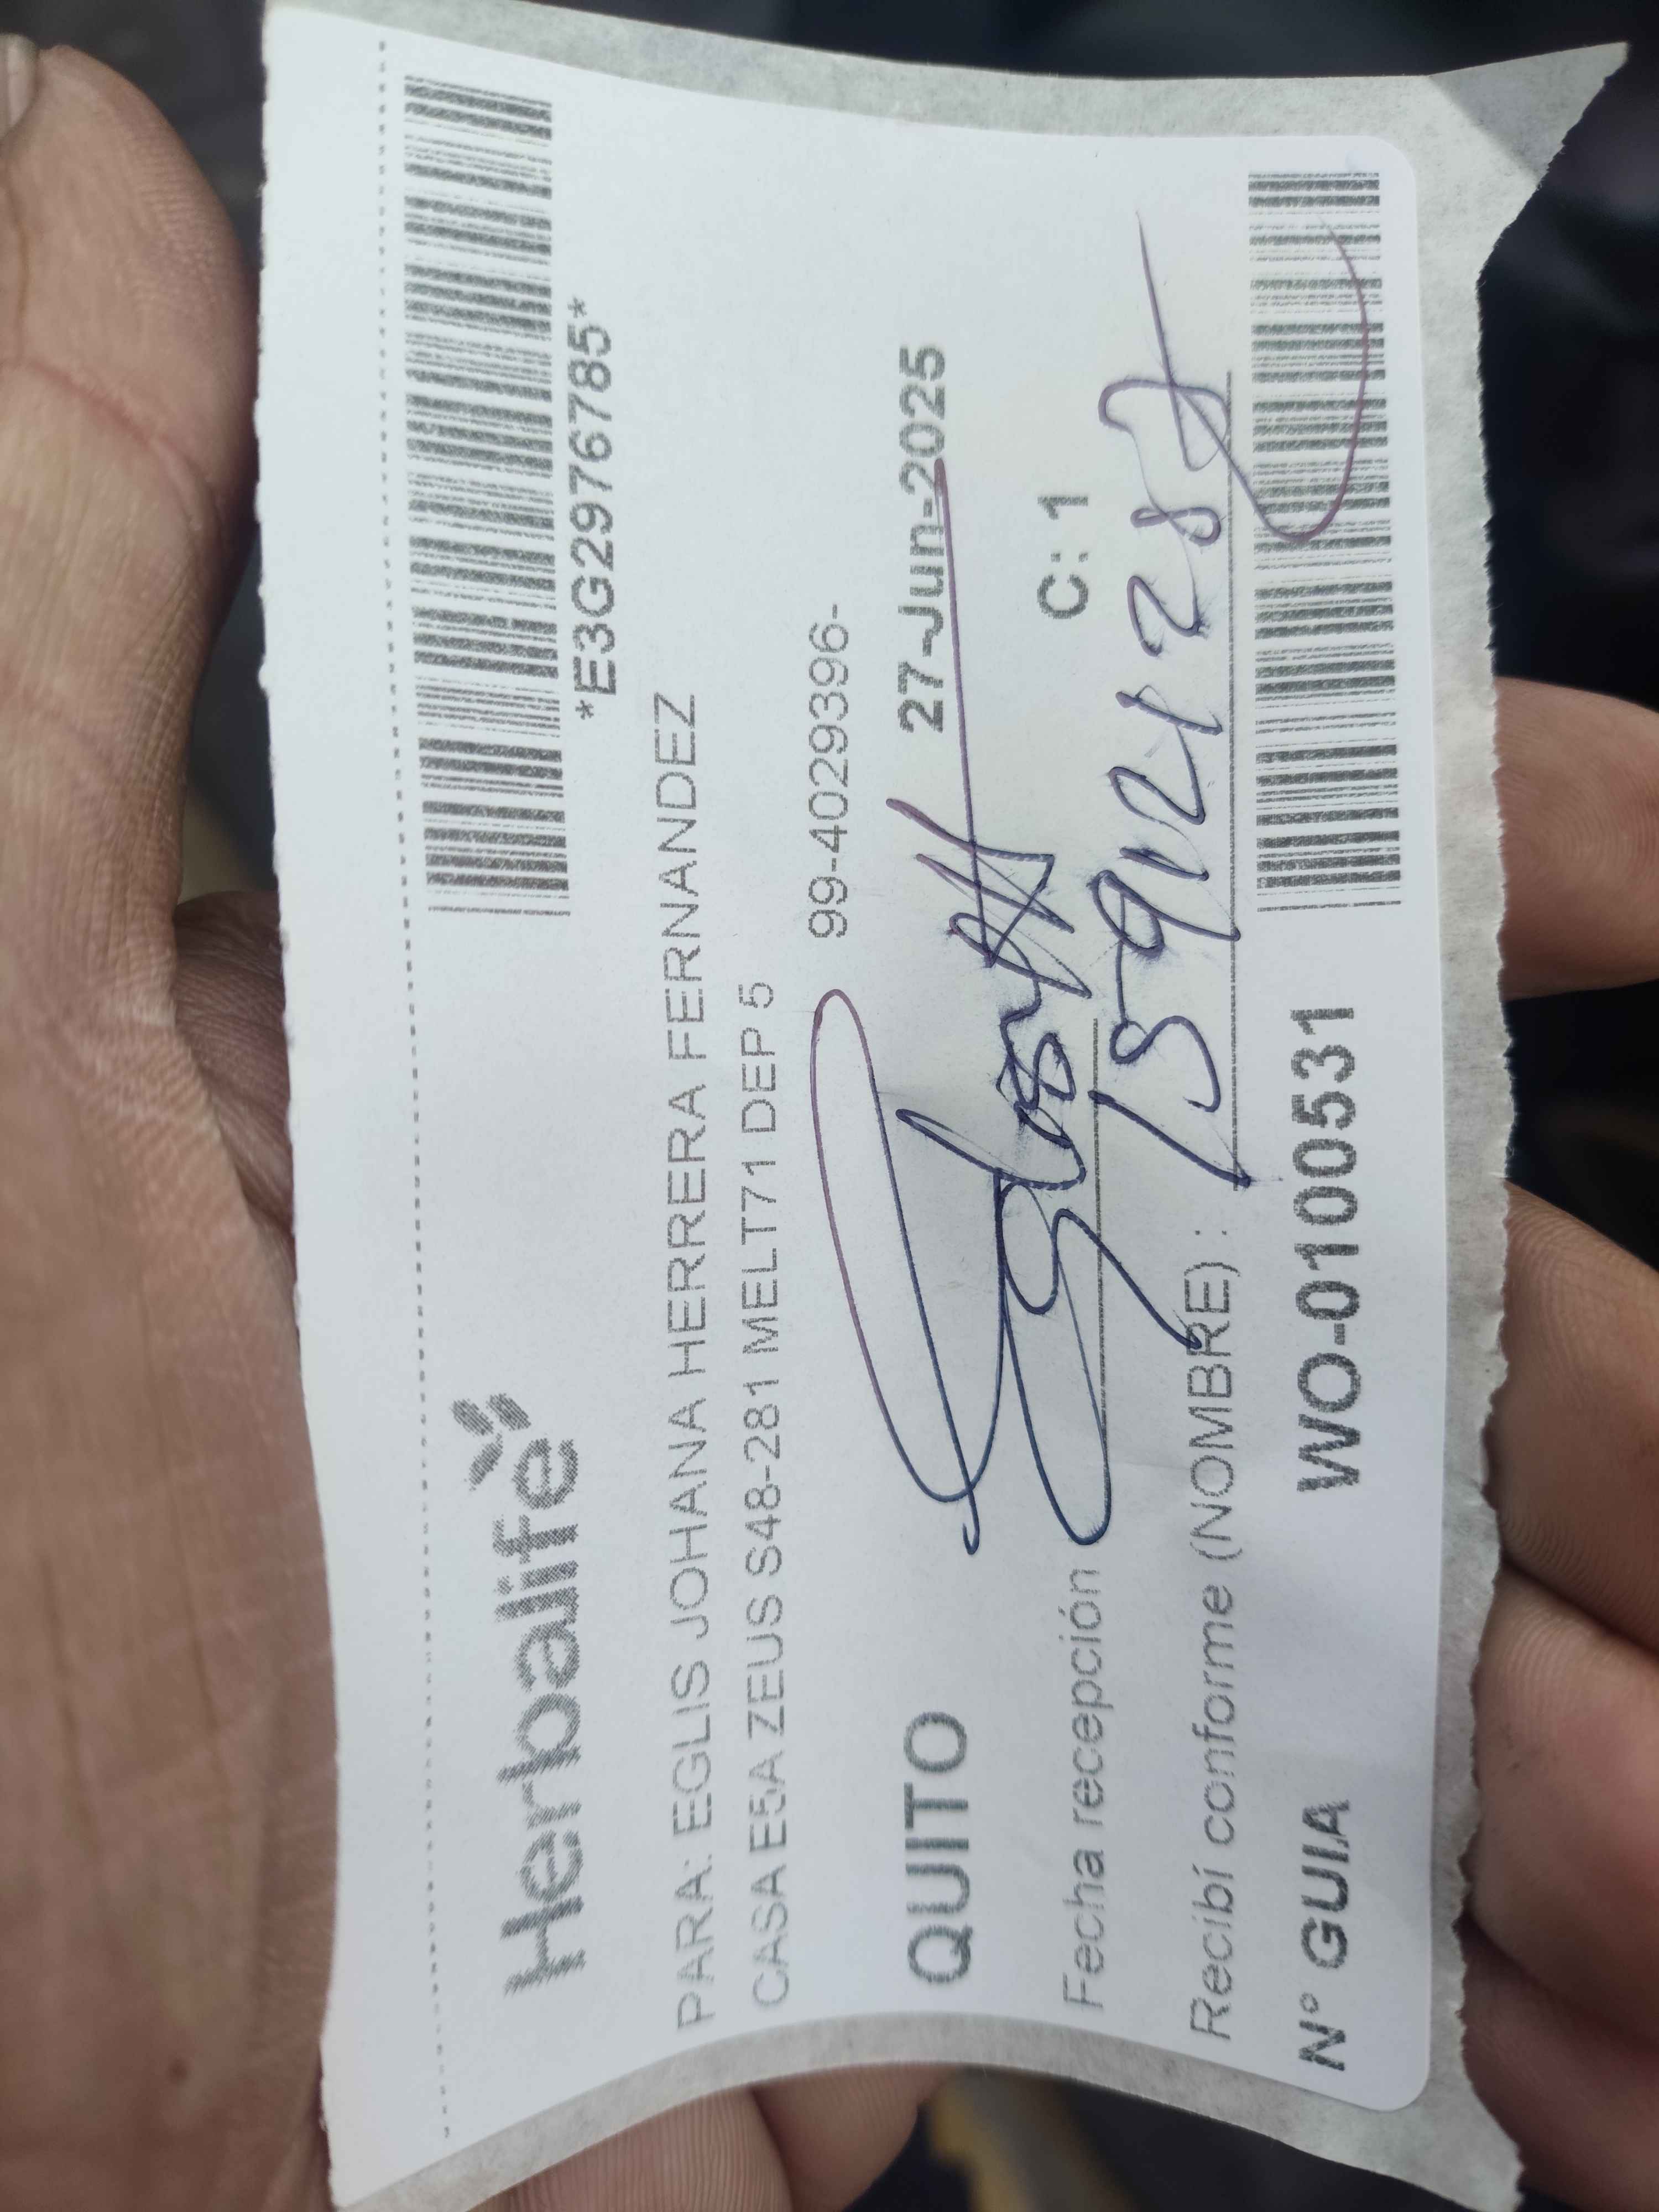 Herbalife
*E3G2976785*
PARA: EGLIS JOHANA HERRERA FERNANDEZ
CASA E5A ZEUS S48-281 MELT71 DEP 5
99-4029396-
QUITO 27-Jun-2025
Fecha recepción C: 1
Recibí conforme (NOMBRE) :
N° GUIA WO-0100531